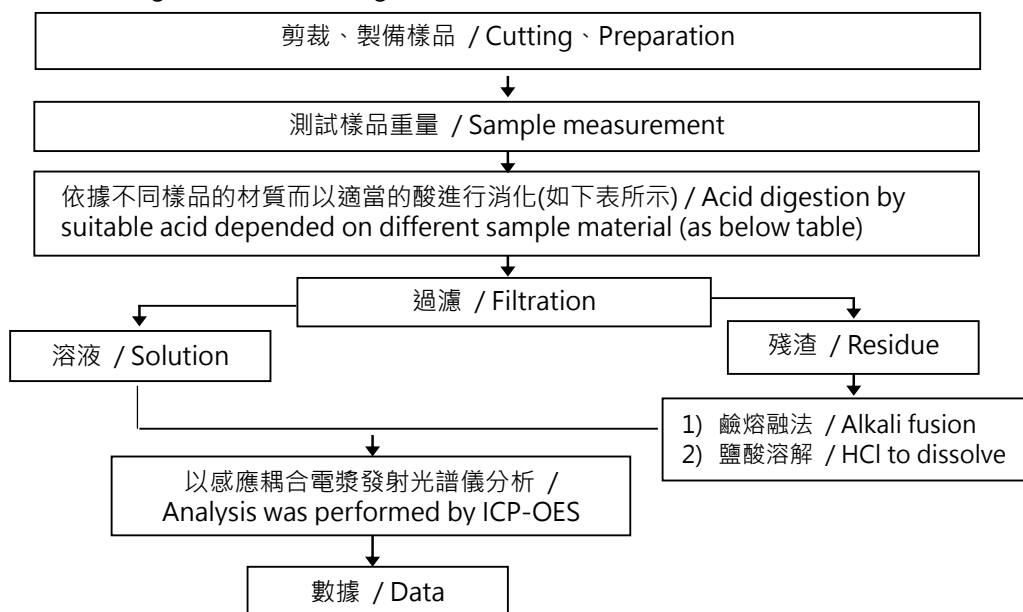 剪裁、製備樣品 / Cutting、Preparation
測試樣品重量 / Sample measurement
依據不同樣品的材質而以適當的酸進行消化(如下表所示) / Acid digestion by
suitable acid depended on different sample material (as below table)
過濾 / Filtration
溶液 / Solution
殘渣 / Residue
1) 鹼熔融法 / Alkali fusion
2) 鹽酸溶解 / HCl to dissolve
以感應耦合電漿發射光譜儀分析 /
Analysis was performed by ICP-OES
數據 / Data